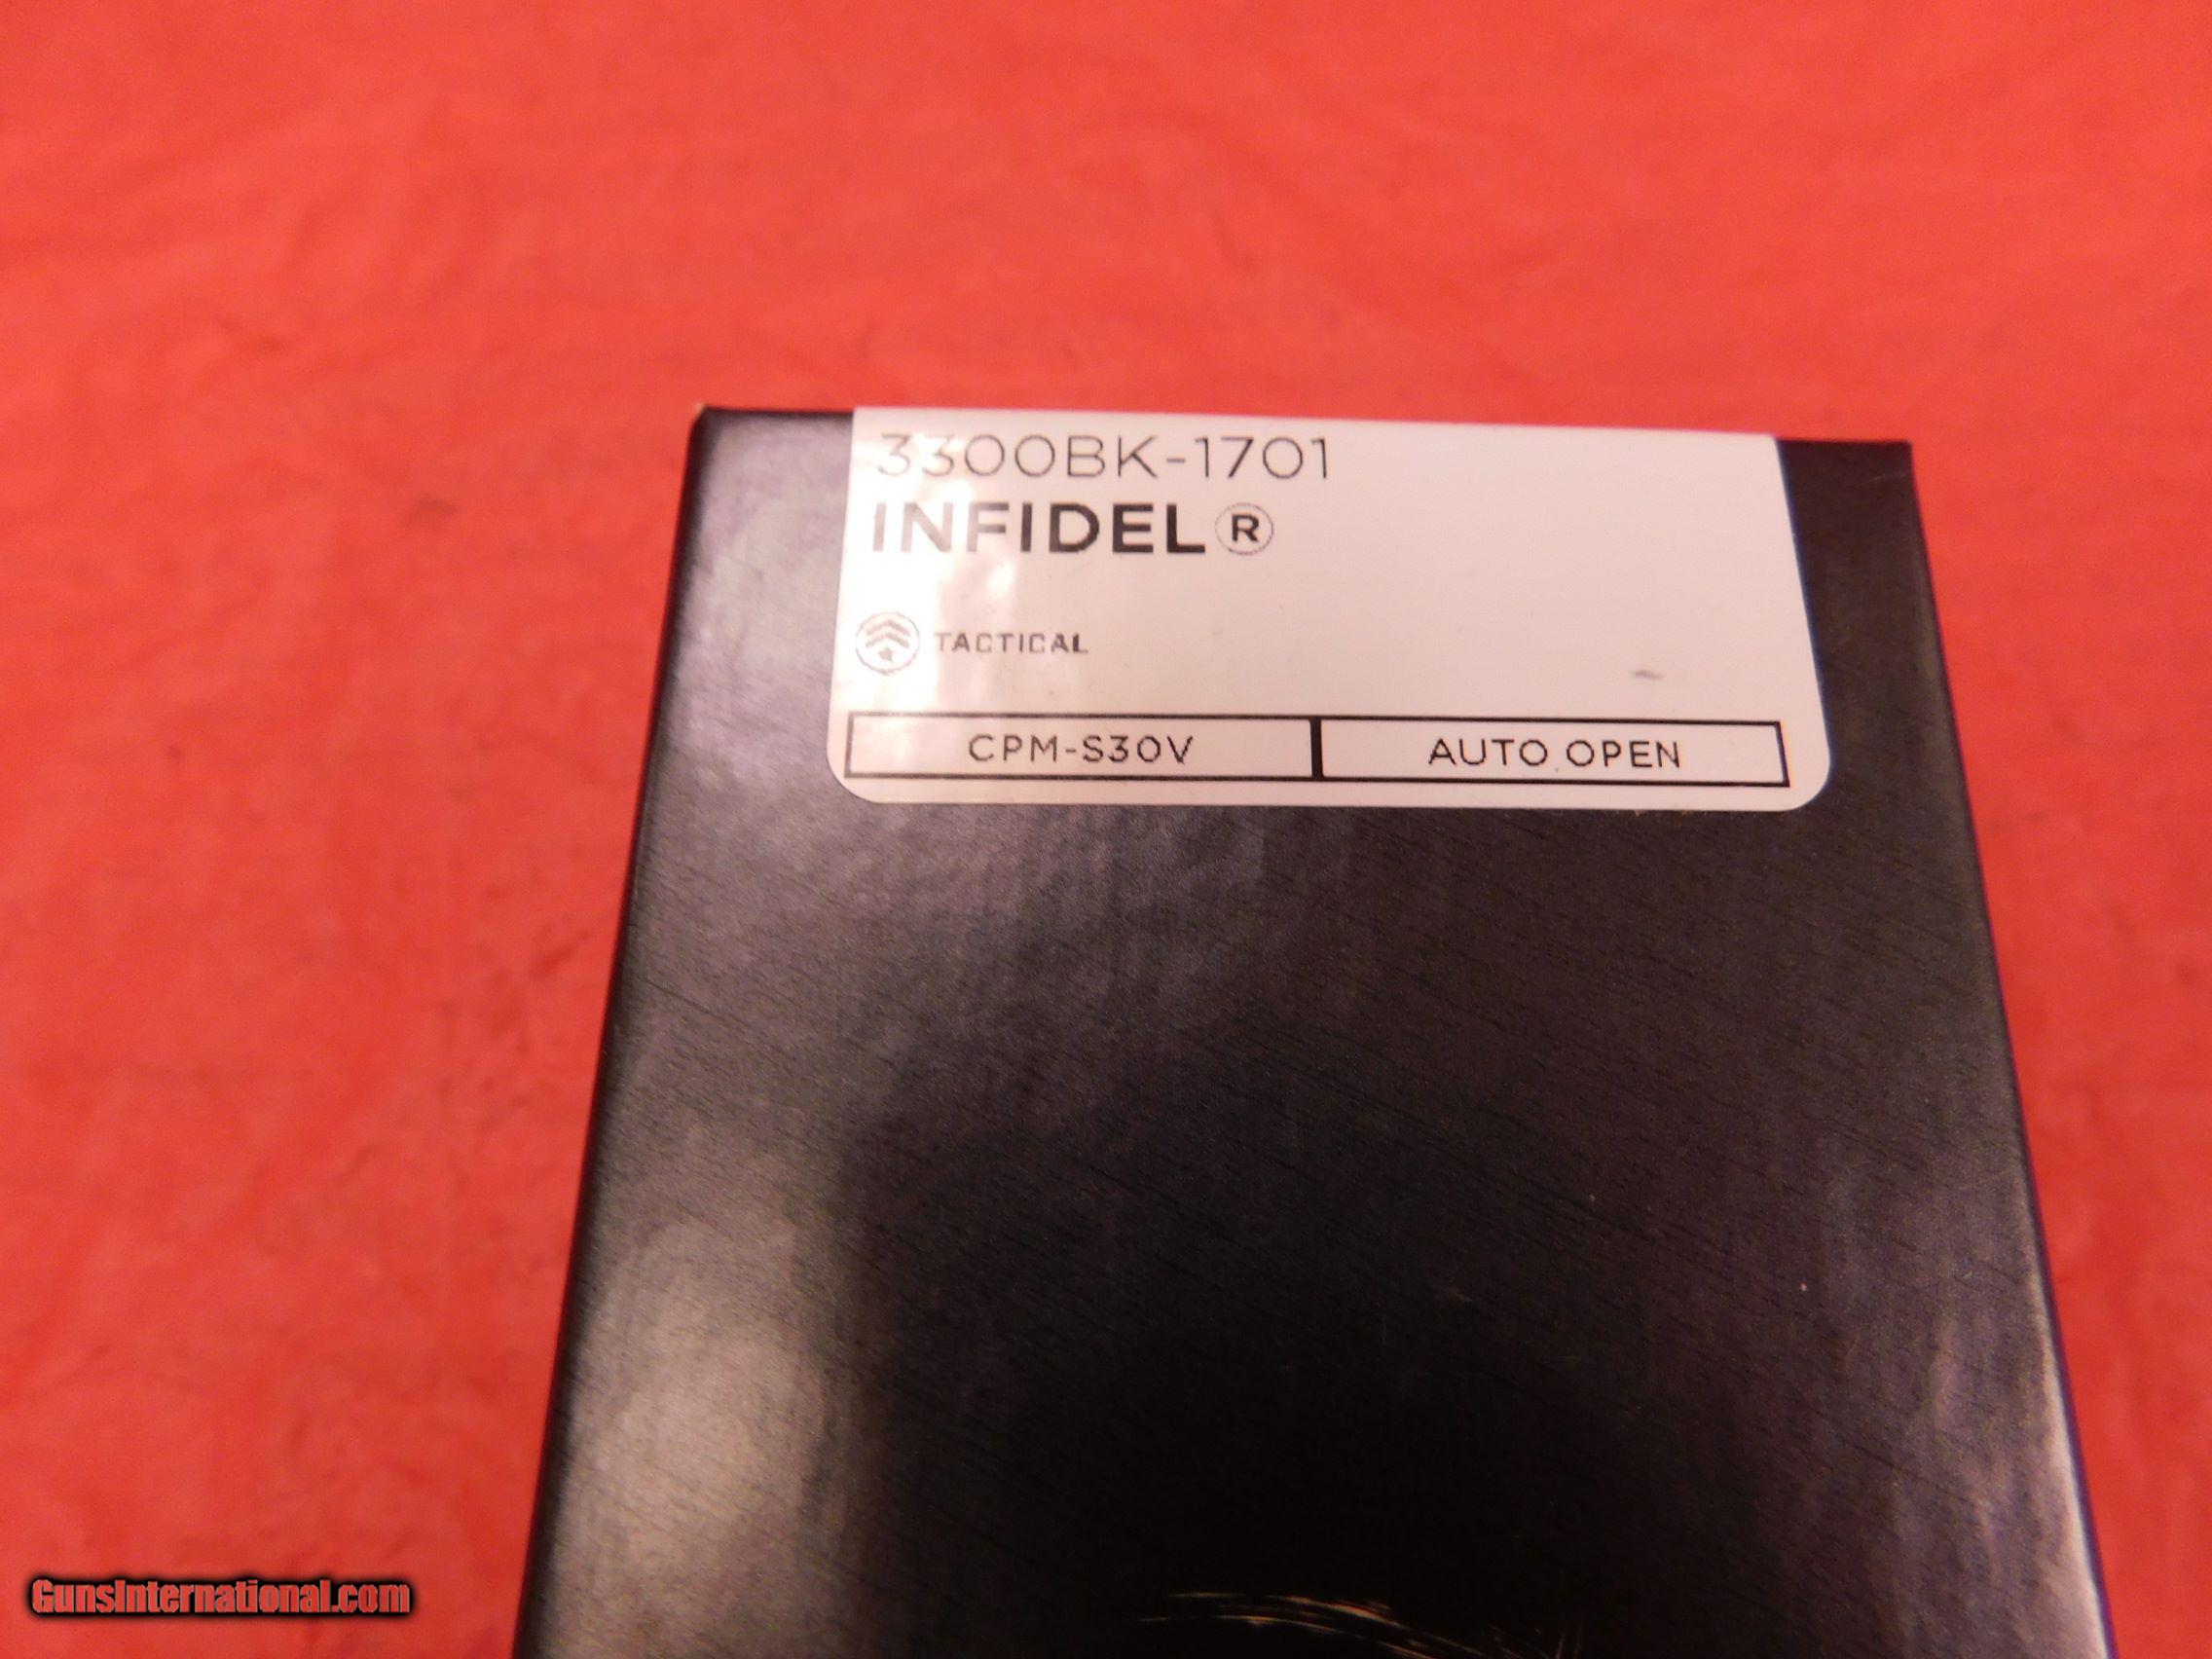 3300BK-1701
INFIDEL®
TACTICAL
CPM-S30V AUTO OPEN
GunsInternational.com